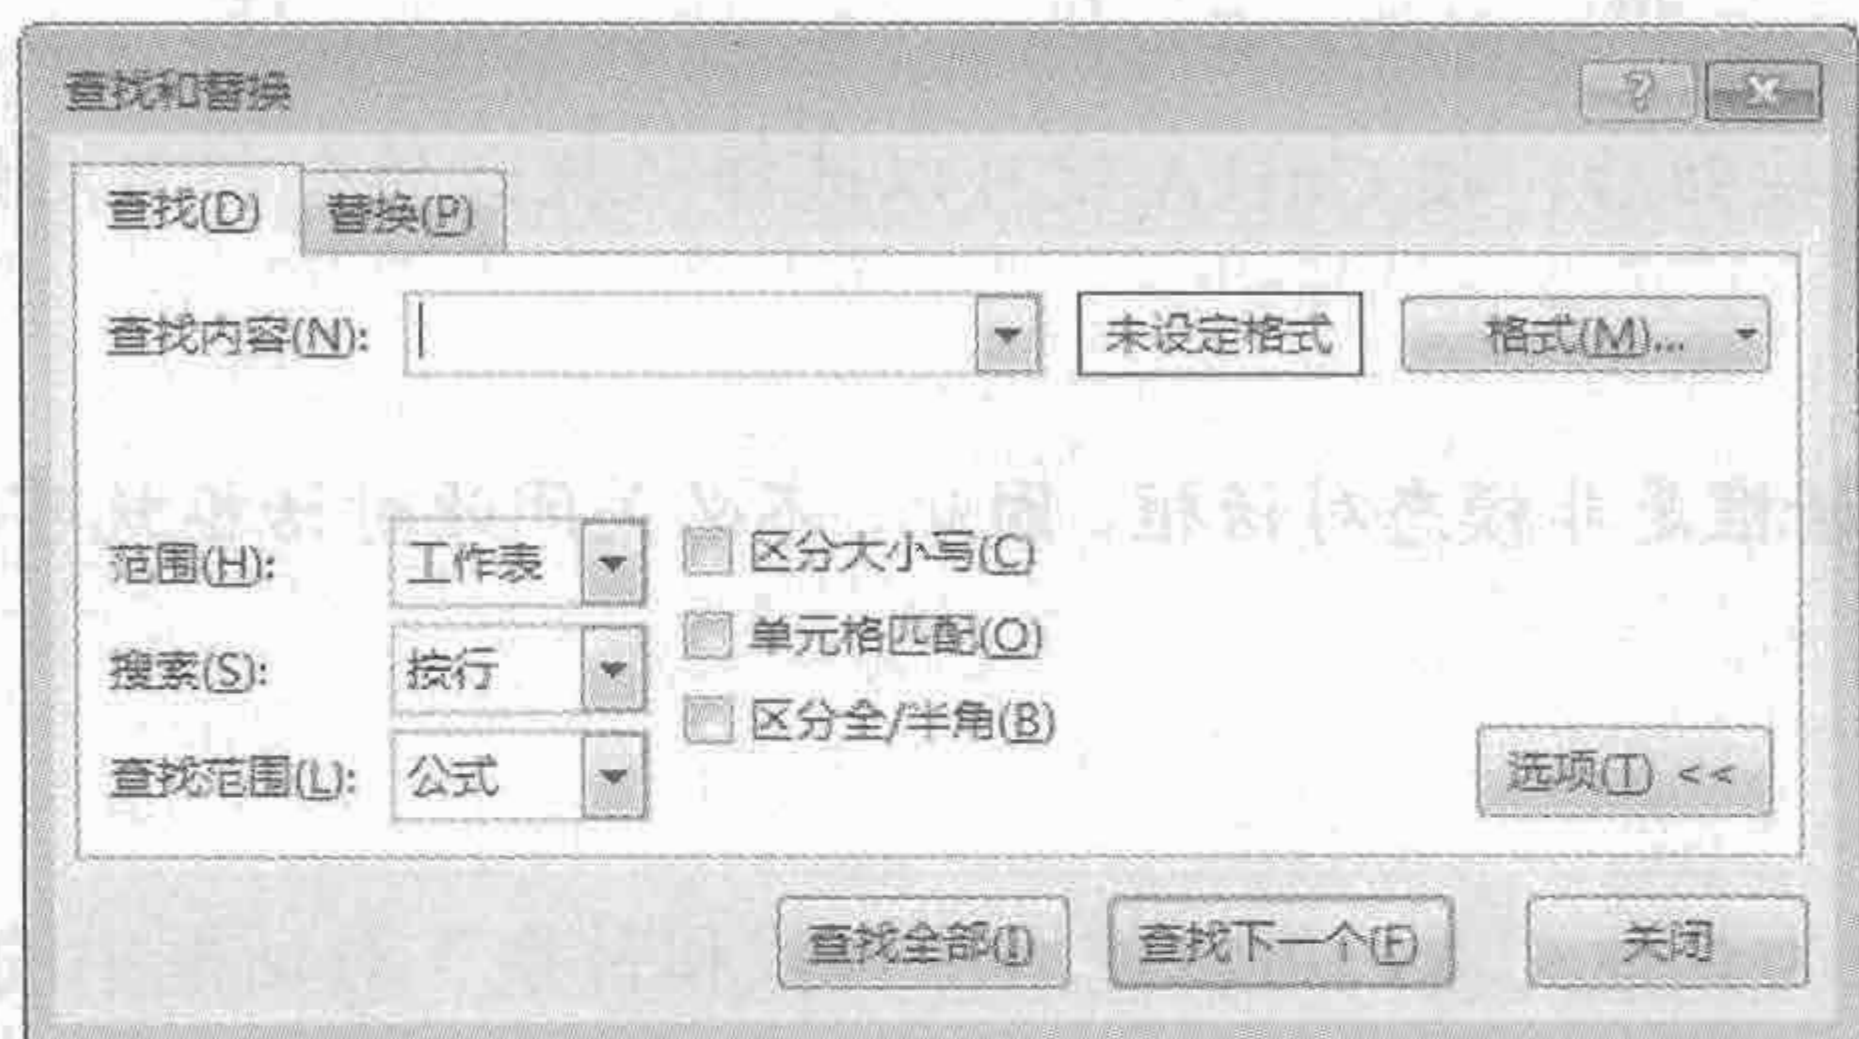 查找和替换
查找(D) 替换(P)
查找内容(N): 未设定格式 格式(M)...
范围(H): 工作表 区分大小写(C)
搜索(S): 按行 单元格匹配(O)
查找范围(L): 公式 区分全/半角(B)
选项(T) <<
查找全部(I) 查找下一个(F) 关闭